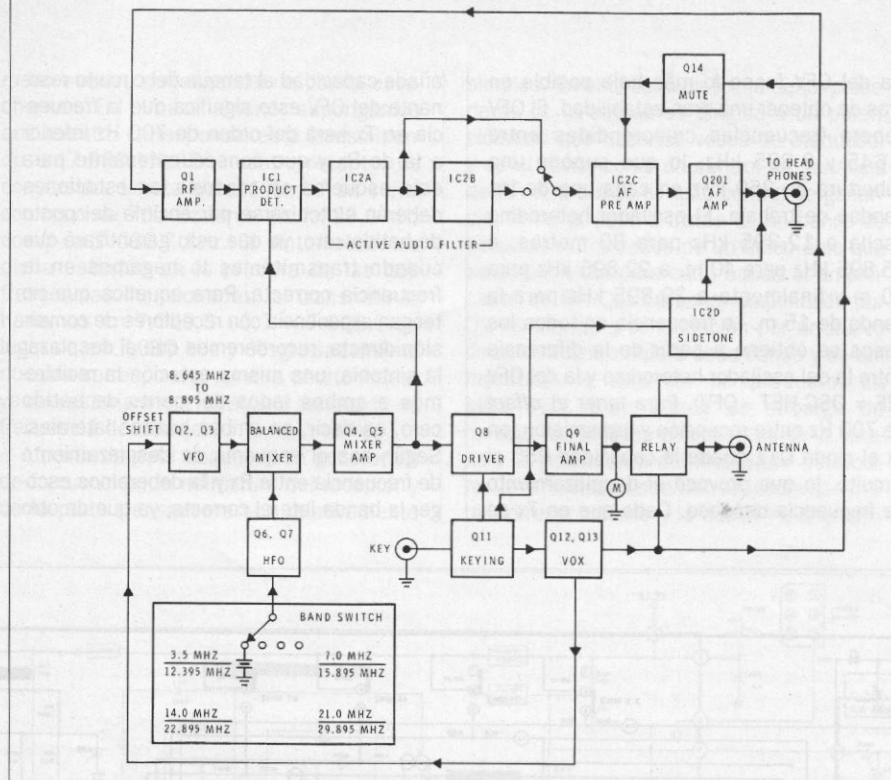 Q14
MUTE
Q1
RF
AMP.
IC1
PRODUCT
DET.
IC2A
IC2B
IC2C
AF
PRE AMP
Q201
AMP
TO HEAD
PHONES
ACTIVE AUDIO FILTER
IC2D
SIDETONE
8.645 MHZ
TO
8.895 MHZ
OFFSET
SHIFT
Q2, Q3
VFO
BALANCED
MIXER
MIXER
AMP
Q8
DRIVER
Q9
FINAL
AMP
RELAY
ANTENNA
M
Q6, Q7
HFO
KEY
Q11
KEYING
Q12, Q13
VOX
BAND SWITCH
3.5 MHZ 7.0 MHZ
12.395 MHZ 15.895 MHZ
14.0 MHZ 21.0 MHZ
22.895 MHZ 29.895 MHZ